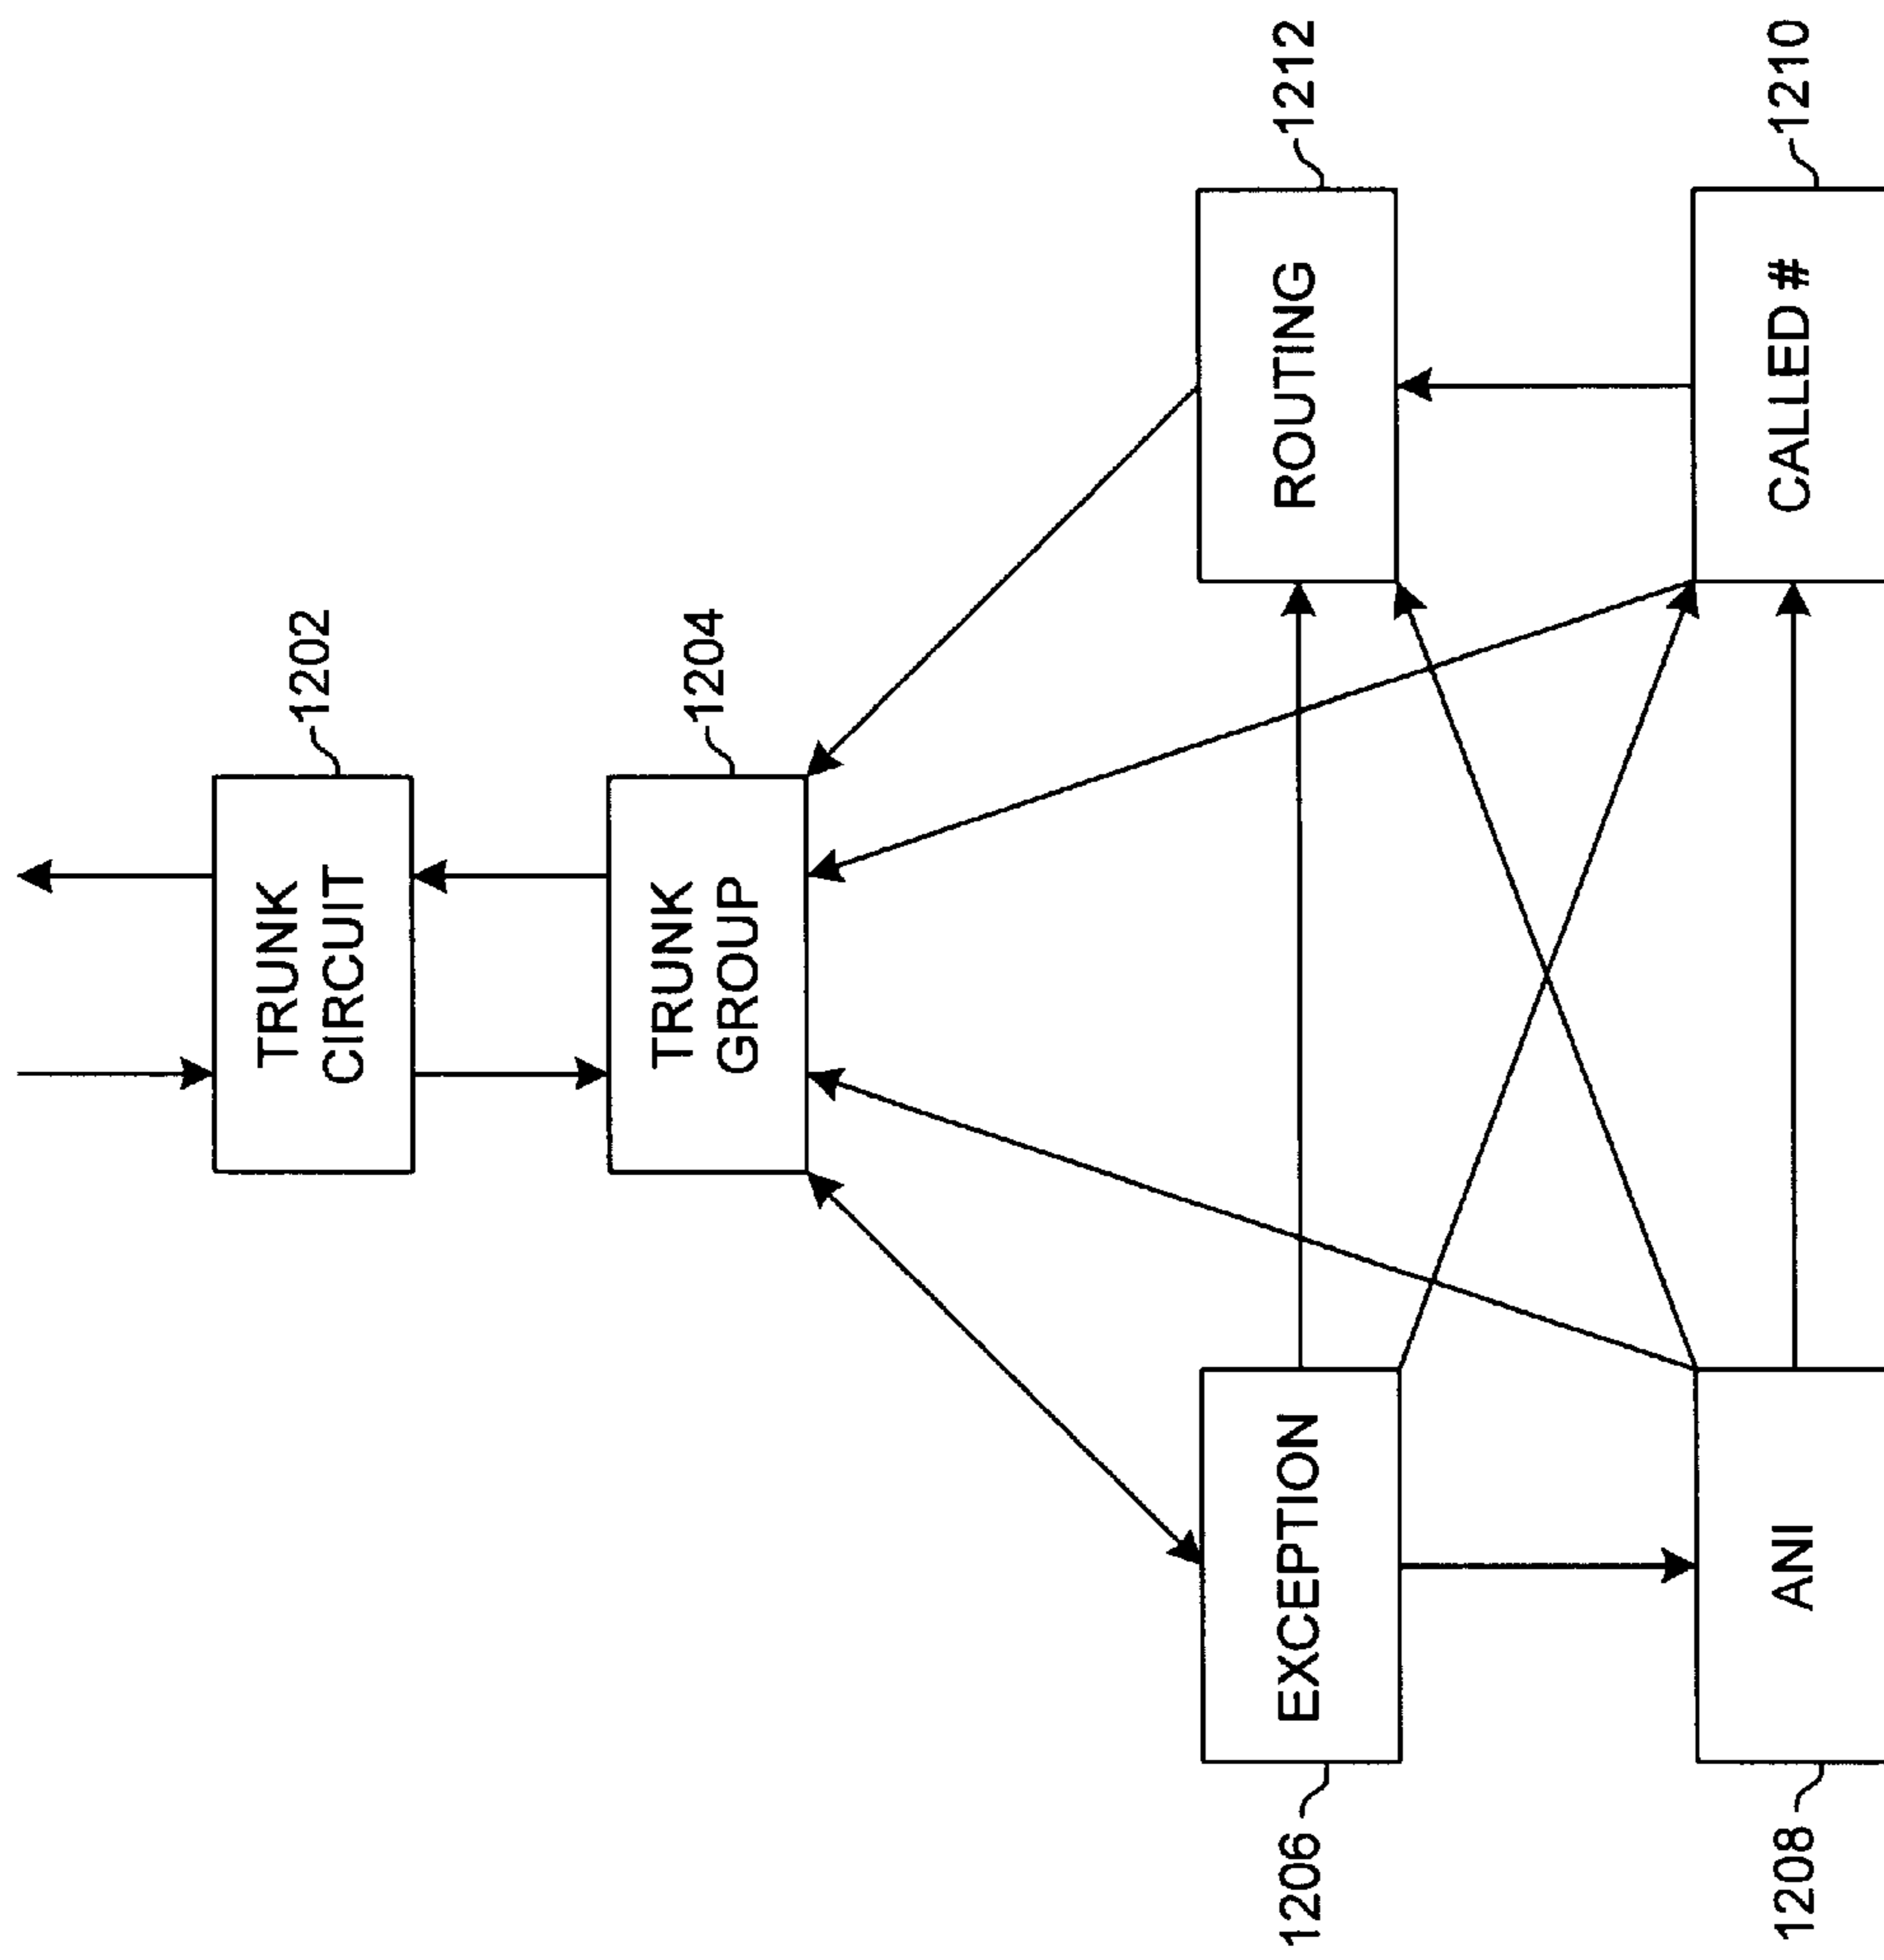 TRUNK
CIRCUIT
1202
TRUNK
GROUP
1204
1206
EXCEPTION
ROUTING
1212
1208
ANI
CALLED #
1210